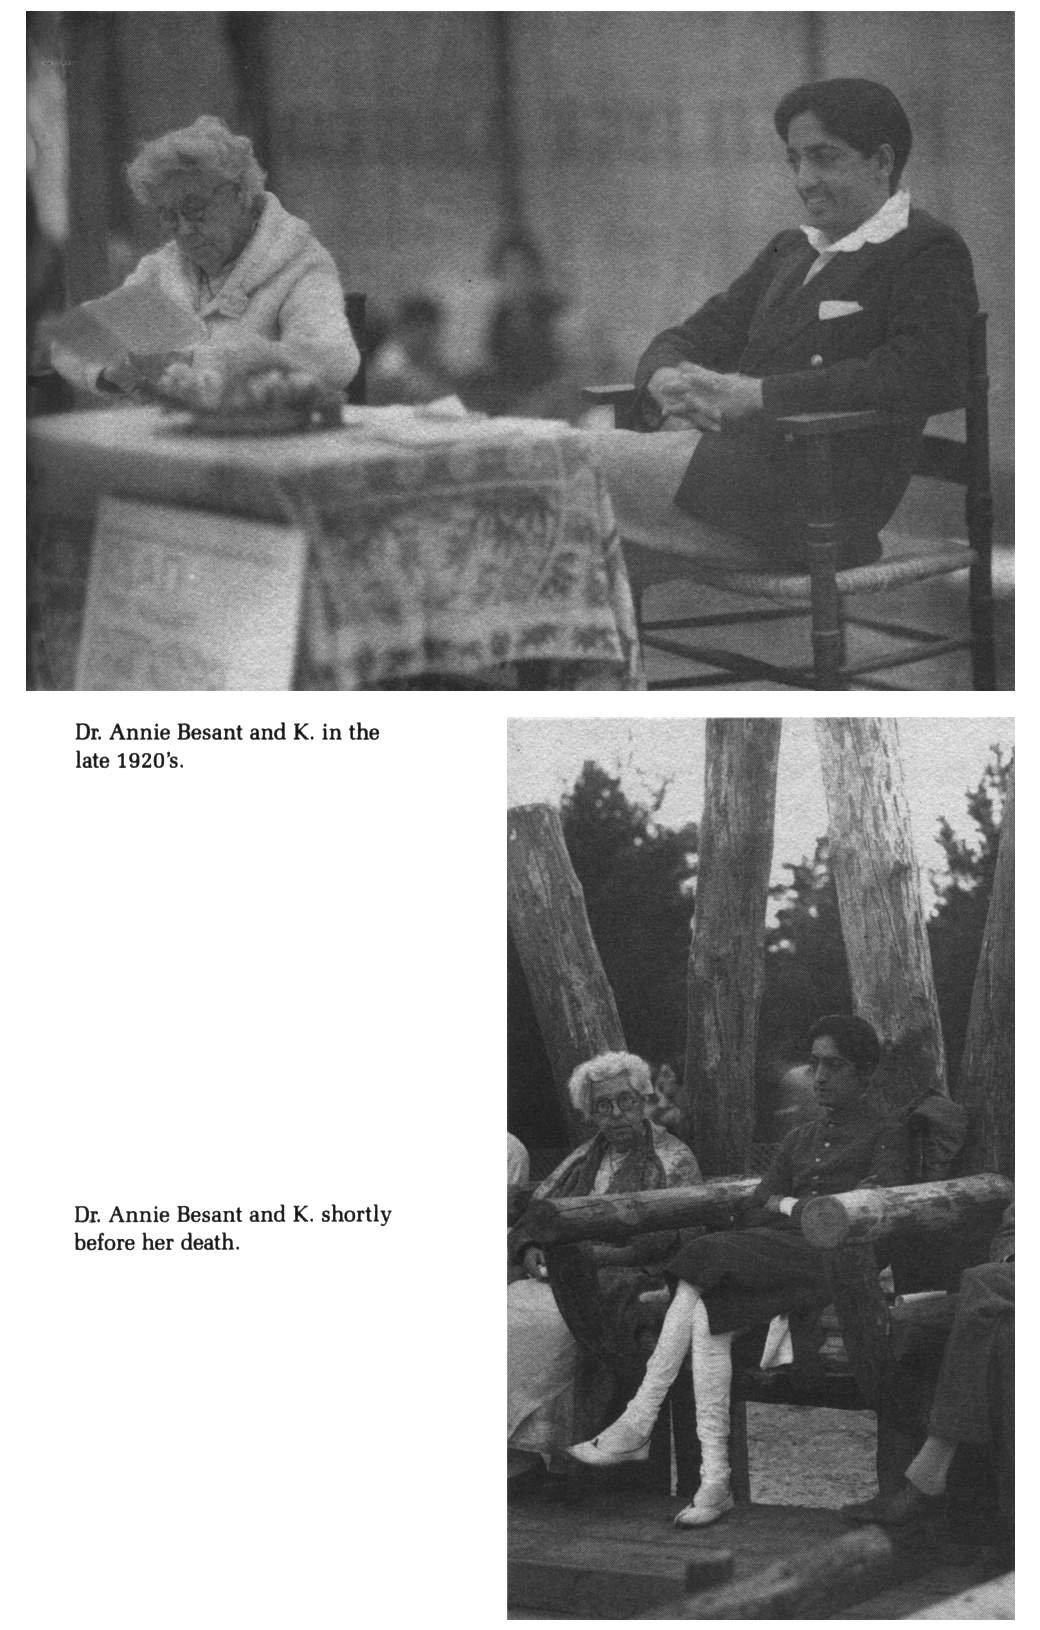 Dr. Annie Besant and K. in the
late 1920's.
Dr. Annie Besant and K. shortly
before her death.